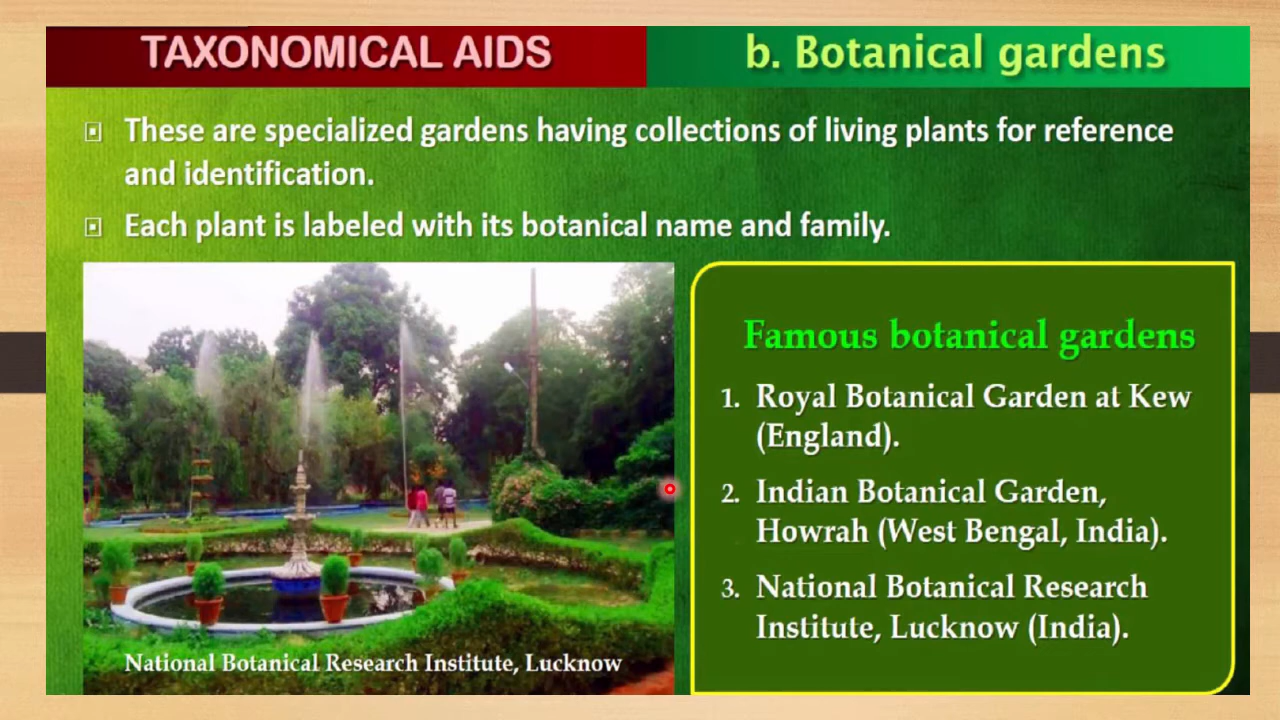 TAXONOMICAL AIDS
b. Botanical gardens
These are specialized gardens having collections of living plants for reference
and identification.
Each plant is labeled with its botanical name and family.
National Botanical Research Institute, Lucknow
Famous botanical gardens
1. Royal Botanical Garden at Kew
(England).
2. Indian Botanical Garden,
Howrah (West Bengal, India).
3. National Botanical Research
Institute, Lucknow (India).